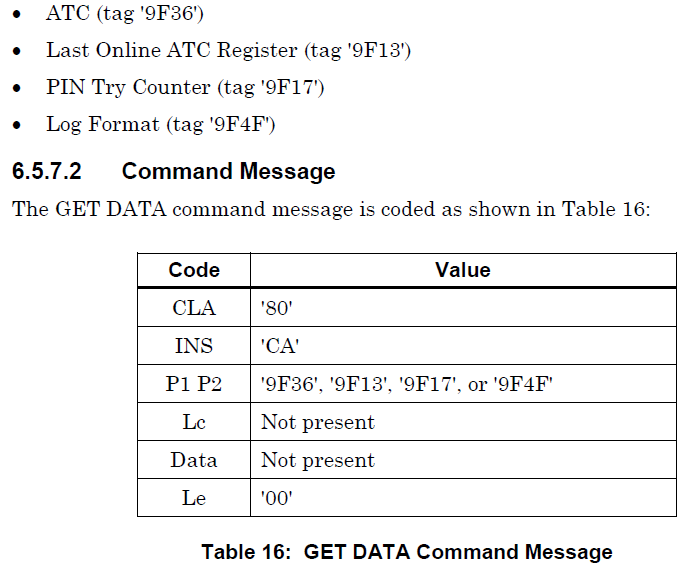 • ATC (tag '9F36')
• Last Online ATC Register (tag '9F13')
• PIN Try Counter (tag '9F17')
• Log Format (tag '9F4F')
6.5.7.2 Command Message
The GET DATA command message is coded as shown in Table 16:
Code Value
CLA '80'
INS 'CA'
P1 P2 '9F36', '9F13', '9F17', or '9F4F'
Lc Not present
Data Not present
Le '00'
Table 16: GET DATA Command Message